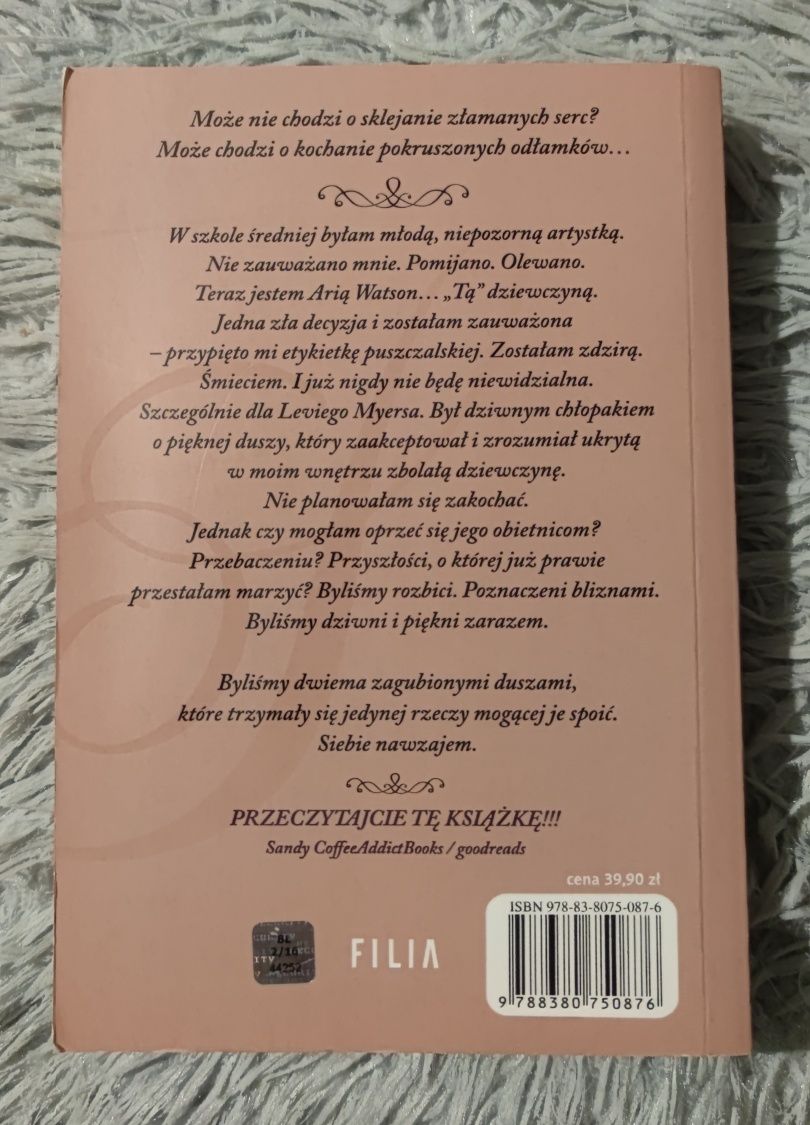 Może nie chodzi o sklejanie złamanych serc?
Może chodzi o kochanie pokruszonych odłamków...
W szkole średniej byłam młodą, niepozorną artystką.
Nie zauważano mnie. Pomijano. Olewano.
Teraz jestem Arią Watson... „Tą” dziewczyną.
Jedna zła decyzja i zostałam zauważona
– przypięto mi etykietkę puszczalskiej. Zostałam zdzirą.
Śmieciem. I już nigdy nie będę niewidzialna.
Szczególnie dla Leviego Myersa. Był dziwnym chłopakiem
o pięknej duszy, który zaakceptował i zrozumiał ukrytą
w moim wnętrzu zbolałą dziewczynę.
Nie planowałam się zakochać.
Jednak czy mogłam oprzeć się jego obietnicom?
Przebaczeniu? Przyszłości, o której już prawie
przestałam marzyć? Byliśmy rozbici. Poznaczeni bliznami.
Byliśmy dziwni i piękni zarazem.
Byliśmy dwiema zagubionymi duszami,
które trzymały się jedynej rzeczy mogącej je spoić.
Siebie nawzajem.
PRZECZYTAJCIE TĘ KSIĄŻKĘ!!!
Sandy CoffeeAddictBooks / goodreads
cena 39,90 zł
ISBN 978-83-8075-087-6
9 788380 750876
BL
2/16
44252
FILIA